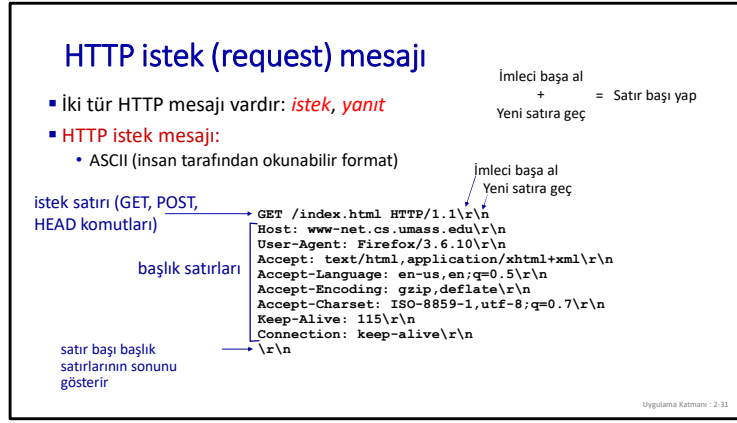 HTTP istek (request) mesajı
İmleci başa al
+
Yeni satıra geç
= Satır başı yap
▪ İki tür HTTP mesajı vardır: istek, yanıt
▪ HTTP istek mesajı:
• ASCII (insan tarafından okunabilir format)
İmleci başa al
Yeni satıra geç
istek satırı (GET, POST,
HEAD komutları)
başlık satırları
GET /index.html HTTP/1.1\r\n
Host: www-net.cs.umass.edu\r\n
User-Agent: Firefox/3.6.10\r\n
Accept: text/html,application/xhtml+xml\r\n
Accept-Language: en-us,en;q=0.5\r\n
Accept-Encoding: gzip,deflate\r\n
Accept-Charset: ISO-8859-1,utf-8;q=0.7\r\n
Keep-Alive: 115\r\n
Connection: keep-alive\r\n
\r\n
satır başı başlık
satırlarının sonunu
gösterir
Uygulama Katmanı : 2-31